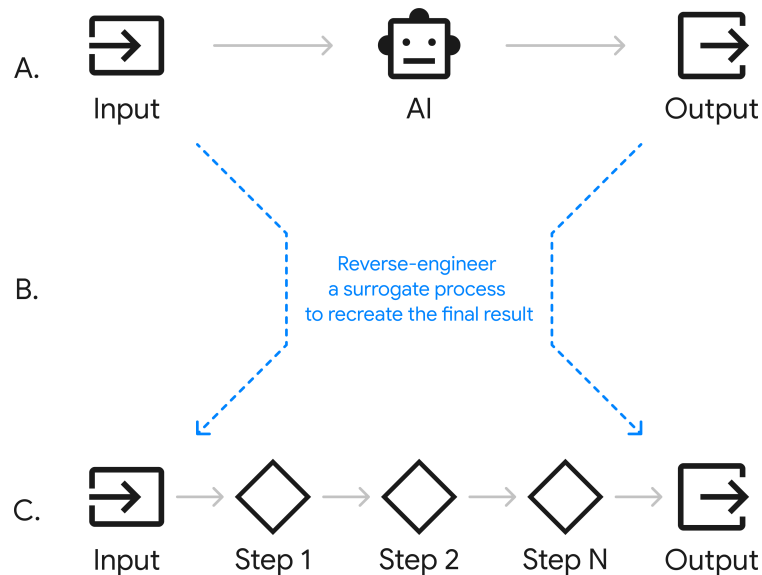 A.
Input
AI
Output
B.
Reverse-engineer
a surrogate process
to recreate the final result
C.
Input
Step 1
Step 2
Step N
Output